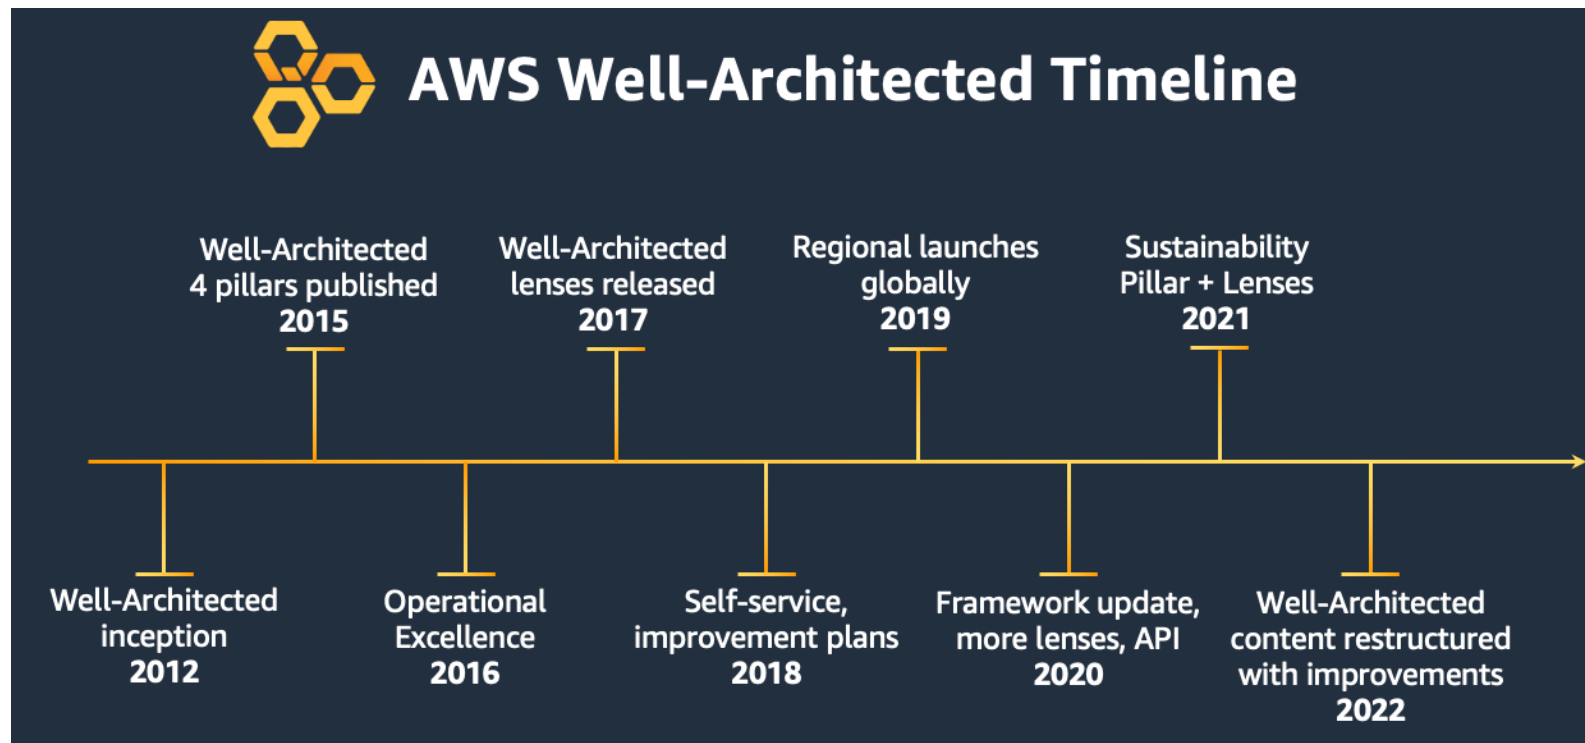 AWS Well-Architected Timeline
Well-Architected
4 pillars published
2015
Well-Architected
lenses released
2017
Regional launches
globally
2019
Sustainability
Pillar + Lenses
2021
Well-Architected
inception
2012
Operational
Excellence
2016
Self-service,
improvement plans
2018
Framework update,
more lenses, API
2020
Well-Architected
content restructured
with improvements
2022